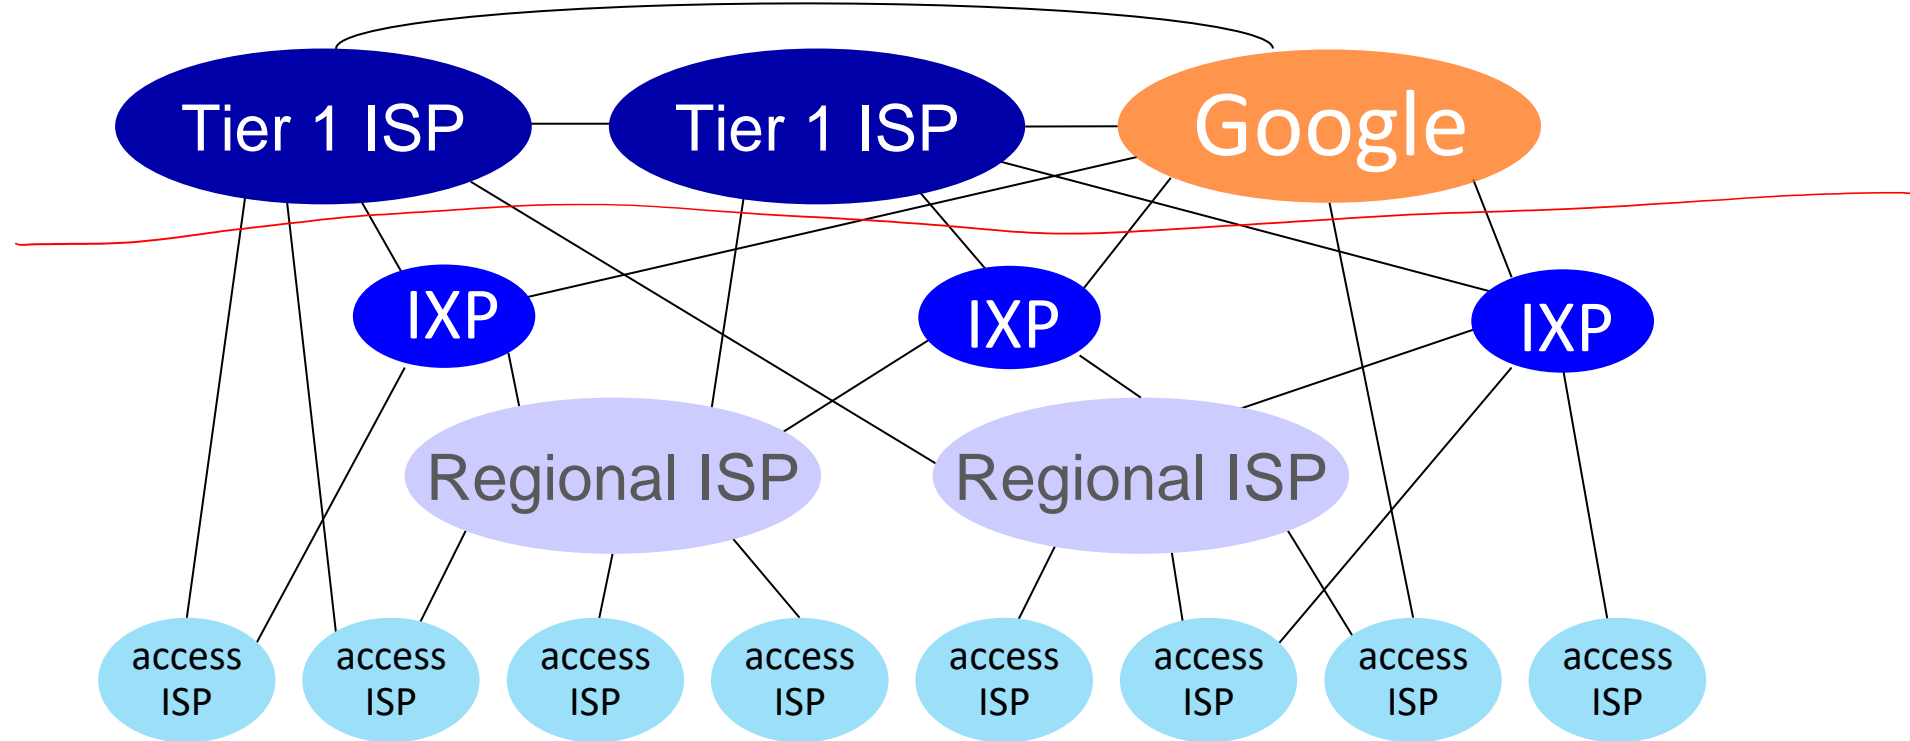 Tier 1 ISP
Tier 1 ISP
Google
IXP
IXP
IXP
Regional ISP
Regional ISP
access
ISP
access
ISP
access
ISP
access
ISP
access
ISP
access
ISP
access
ISP
access
ISP